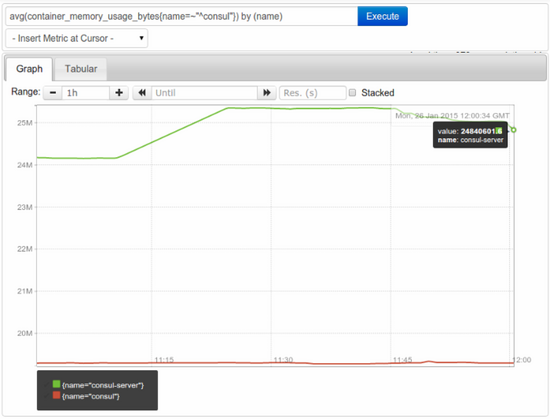 avg(container_memory_usage_bytes{name=~"^consul"}) by (name)
Execute
- Insert Metric at Cursor -
Graph
Tabular
Range:
1h
Until
Res. (s)
Stacked
Mon, 26 Jan 2015 12:00:34 GMT
value: 24840601.6
name: consul-server
25M
24M
23M
22M
21M
20M
11:15
11:30
11:45
12:00
{name="consul-server"}
{name="consul"}